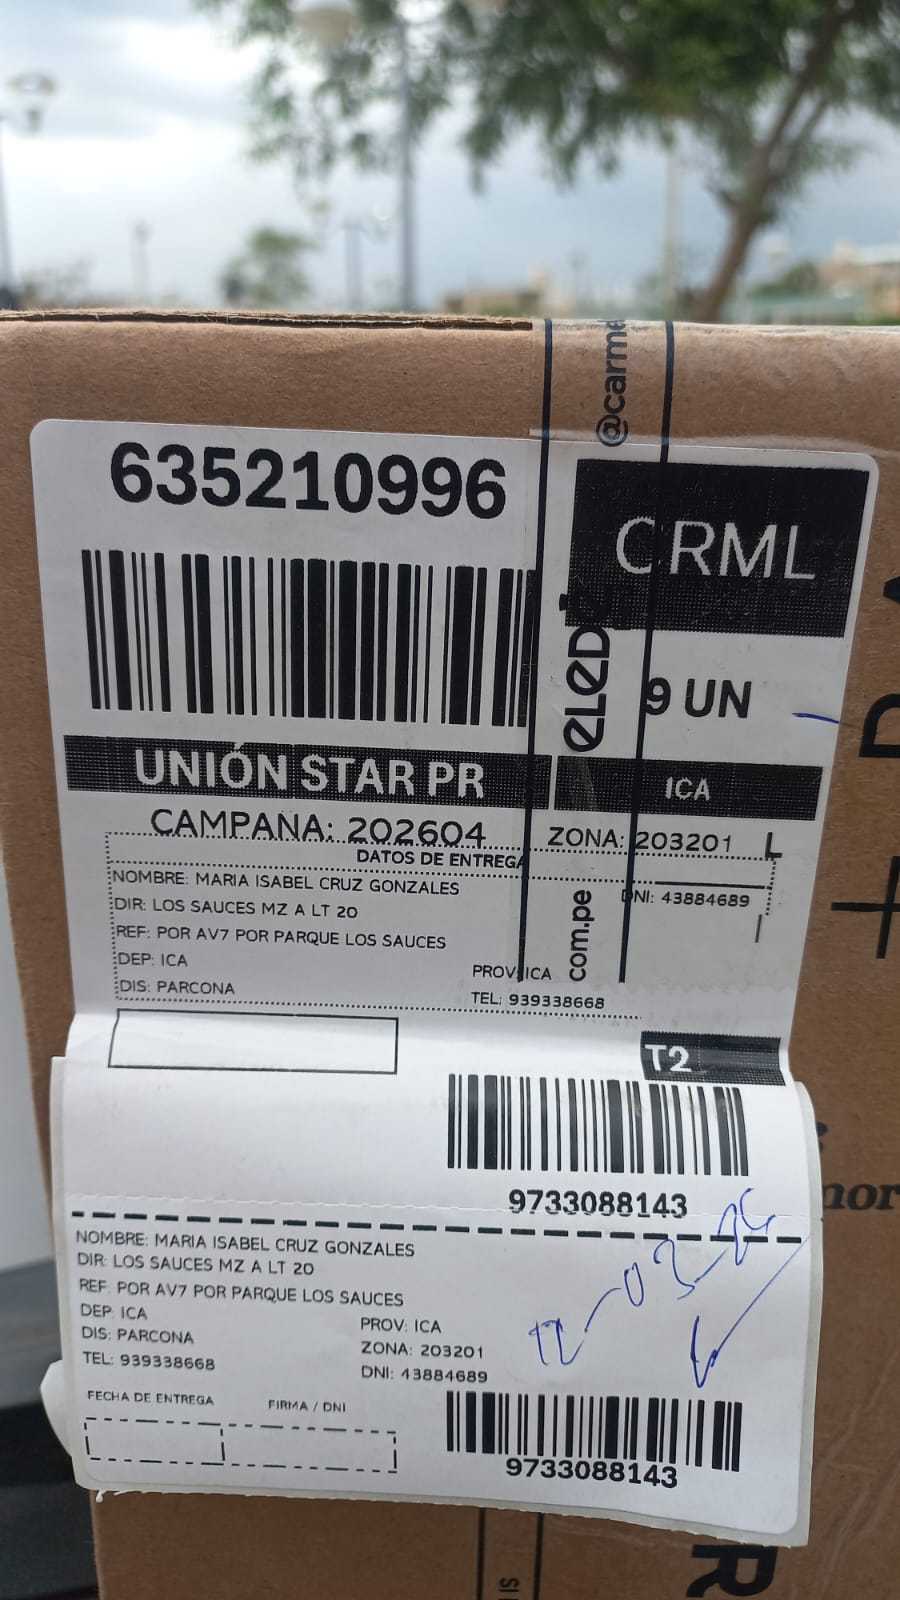 @carme
635210996
CRML
eLeD
9 UN
UNIÓN STAR PR
ICA
CAMPAÑA: 202604
ZONA: 203201 L
DATOS DE ENTREGA
NOMBRE: MARIA ISABEL CRUZ GONZALES
DNI: 43884689
DIR: LOS SAUCES MZ A LT 20
REF: POR AV7 POR PARQUE LOS SAUCES
com.pe
DEP: ICA
PROV: ICA
DIS: PARCONA
TEL: 939338668
T2
9733088143
NOMBRE: MARIA ISABEL CRUZ GONZALES
DIR: LOS SAUCES MZ A LT 20
REF: POR AV7 POR PARQUE LOS SAUCES
DEP: ICA
PROV: ICA
DIS: PARCONA
ZONA: 203201
TEL: 939338668
DNI: 43884689
FECHA DE ENTREGA
FIRMA / DNI
9733088143
mor
R